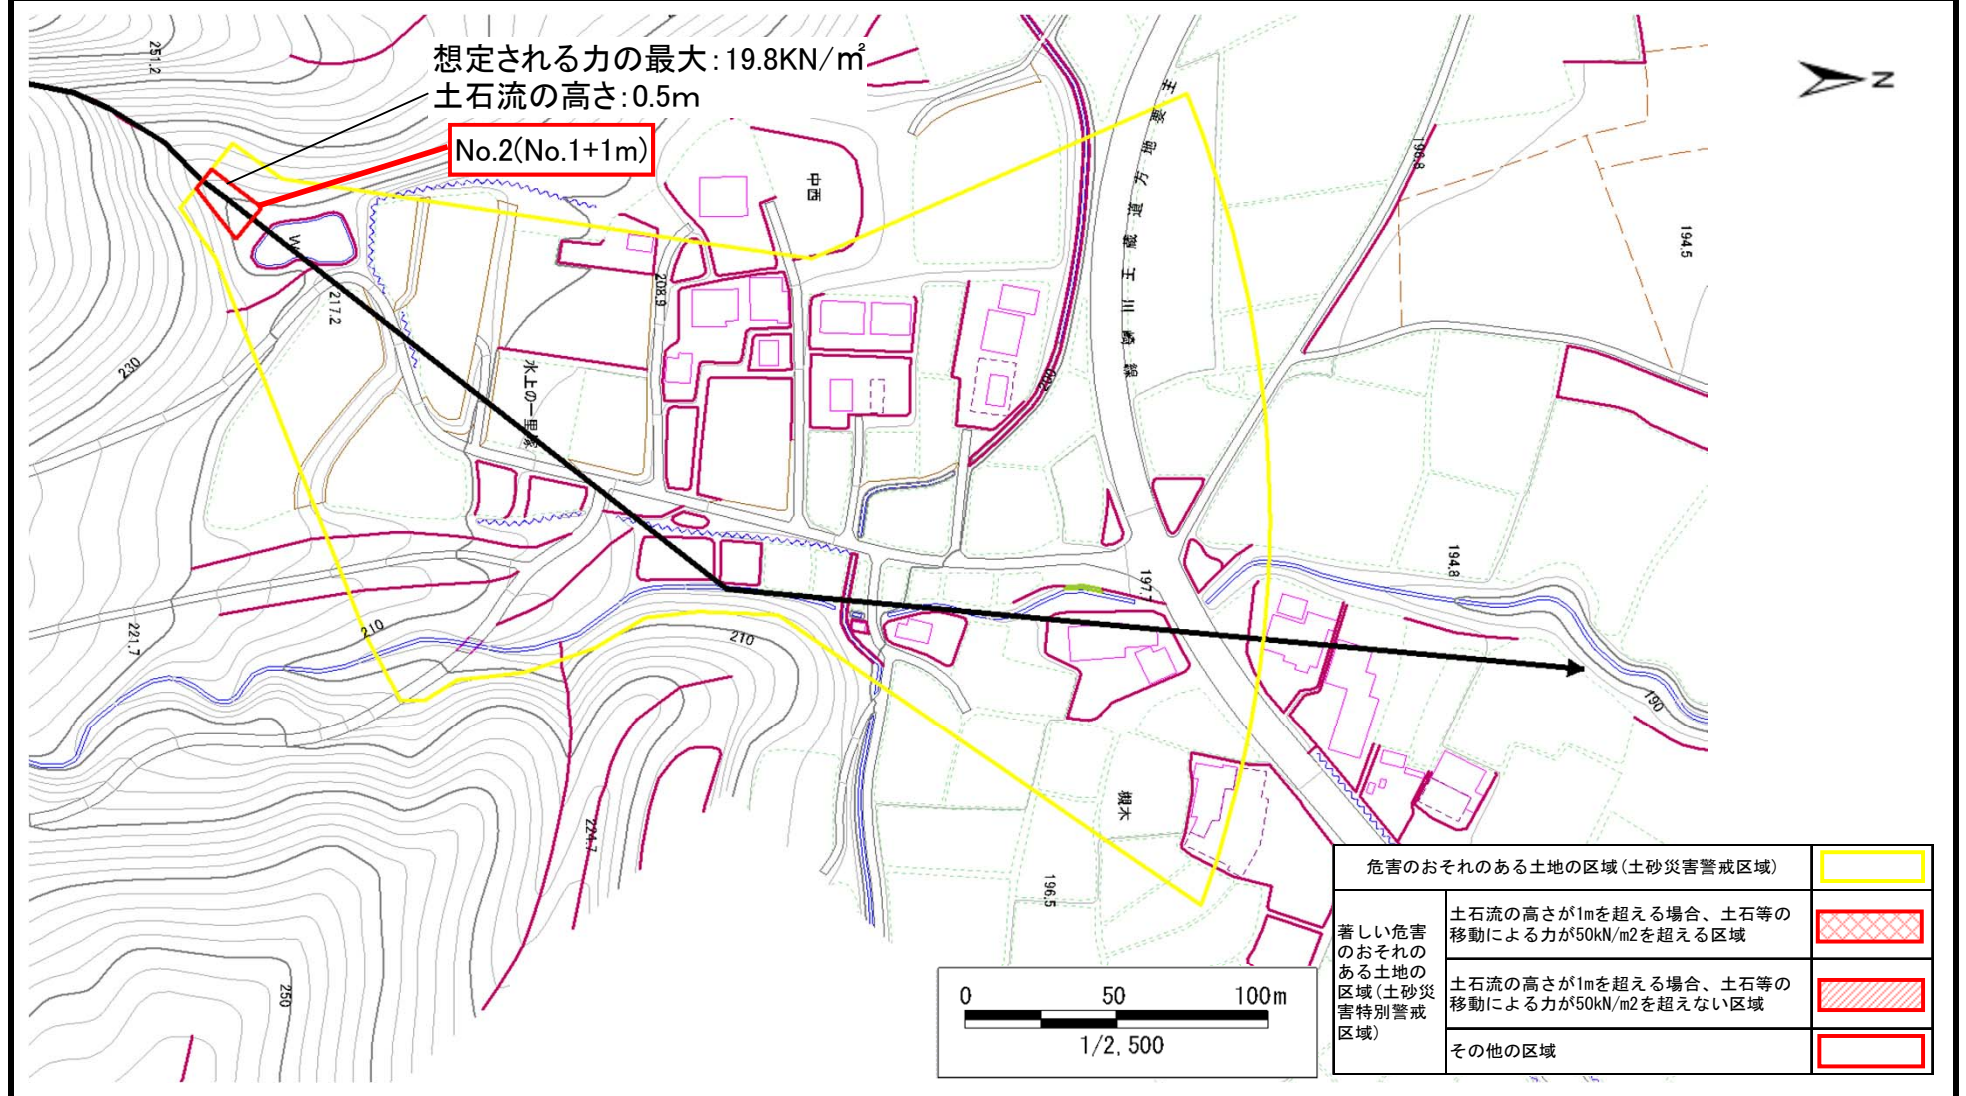 251.2
想定される力の最大:19.8KN/㎡
土石流の高さ:0.5m
No.2(No.1+1m)
N
中西
主要地方道蔵王川崎線
196.8
194.5
W
217.2
208.9
230
水上の一里塚
200
194.8
197.7
221.7
210
210
190
224.7
槻木
196.5
250
0 50 100m
1/2,500
危害のおそれのある土地の区域(土砂災害警戒区域)
著しい危害
のおそれの
ある土地の
区域(土砂災
害特別警戒
区域)
土石流の高さが1mを超える場合、土石等の
移動による力が50kN/m2を超える区域
土石流の高さが1mを超える場合、土石等の
移動による力が50kN/m2を超えない区域
その他の区域